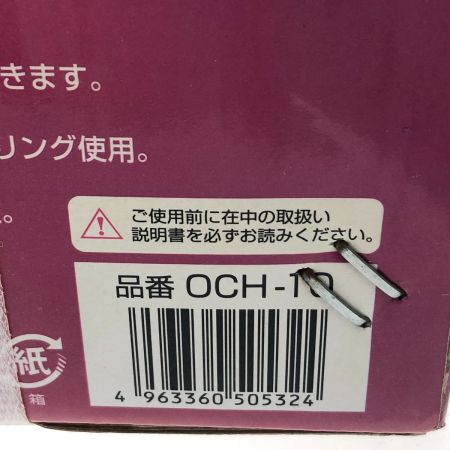 きます。
リング使用。
。
ご使用前に在中の取扱い
説明書を必ずお読みください。
品番 OCH-10
4 963360 505324
紙
箱